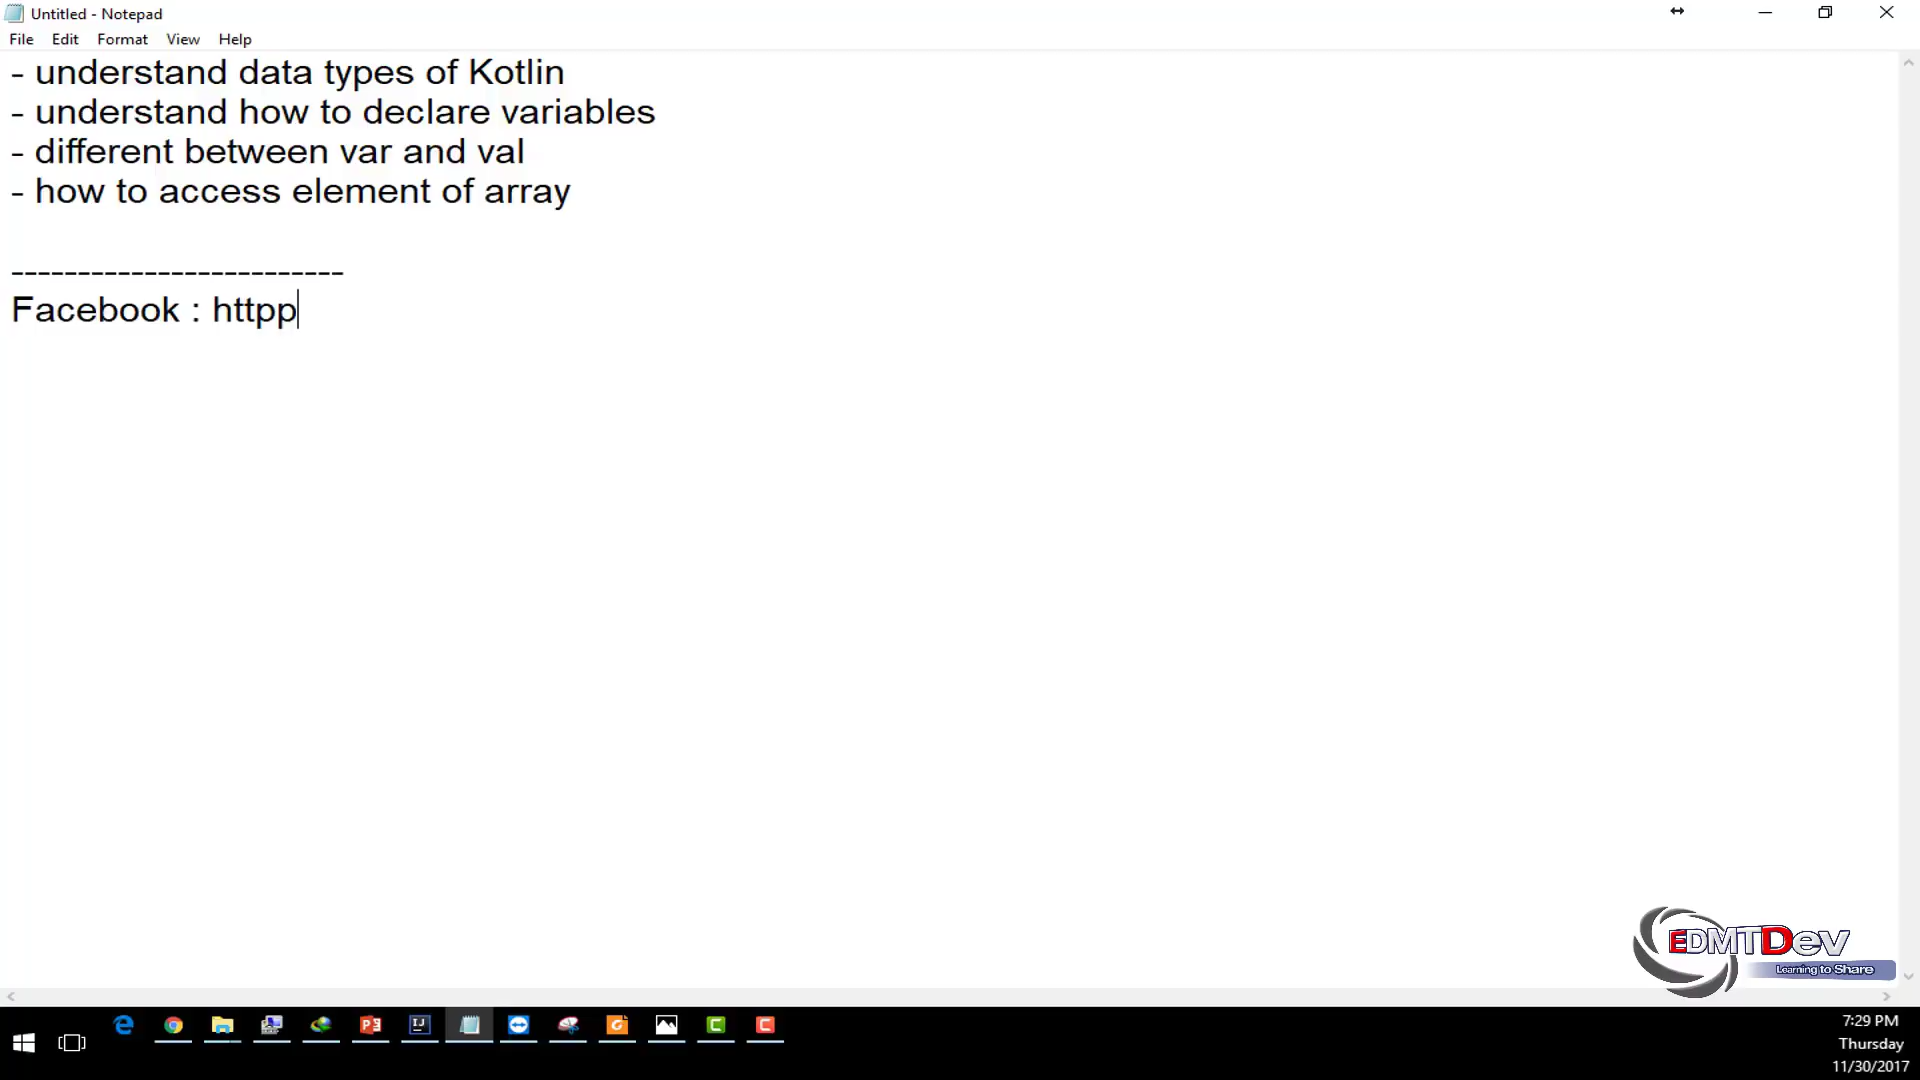 Untitled - Notepad
File Edit Format View Help
- understand data types of Kotlin
- understand how to declare variables
- different between var and val
- how to access element of array
-------------------------
Facebook : httpp
EDMTDev
Learning to Share
7:29 PM
Thursday
11/30/2017